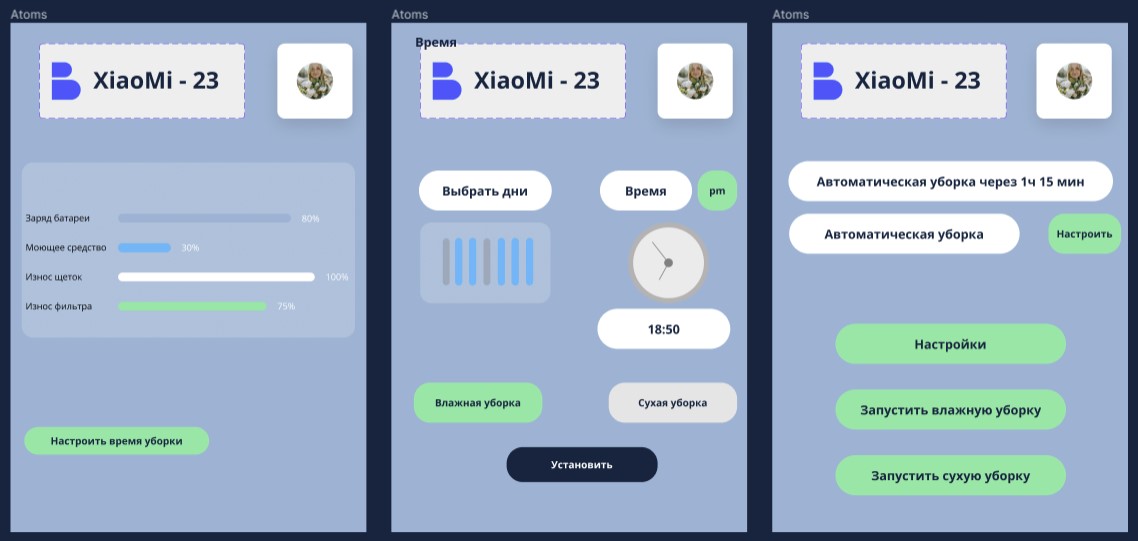 Atoms
XiaoMi - 23
Заряд батареи 80%
Моющее средство 30%
Износ щеток 100%
Износ фильтра 75%
Настроить время уборки
Atoms
Время
XiaoMi - 23
Выбрать дни
Время
pm
18:50
Влажная уборка
Сухая уборка
Установить
Atoms
XiaoMi - 23
Автоматическая уборка через 1ч 15 мин
Автоматическая уборка
Настроить
Настройки
Запустить влажную уборку
Запустить сухую уборку